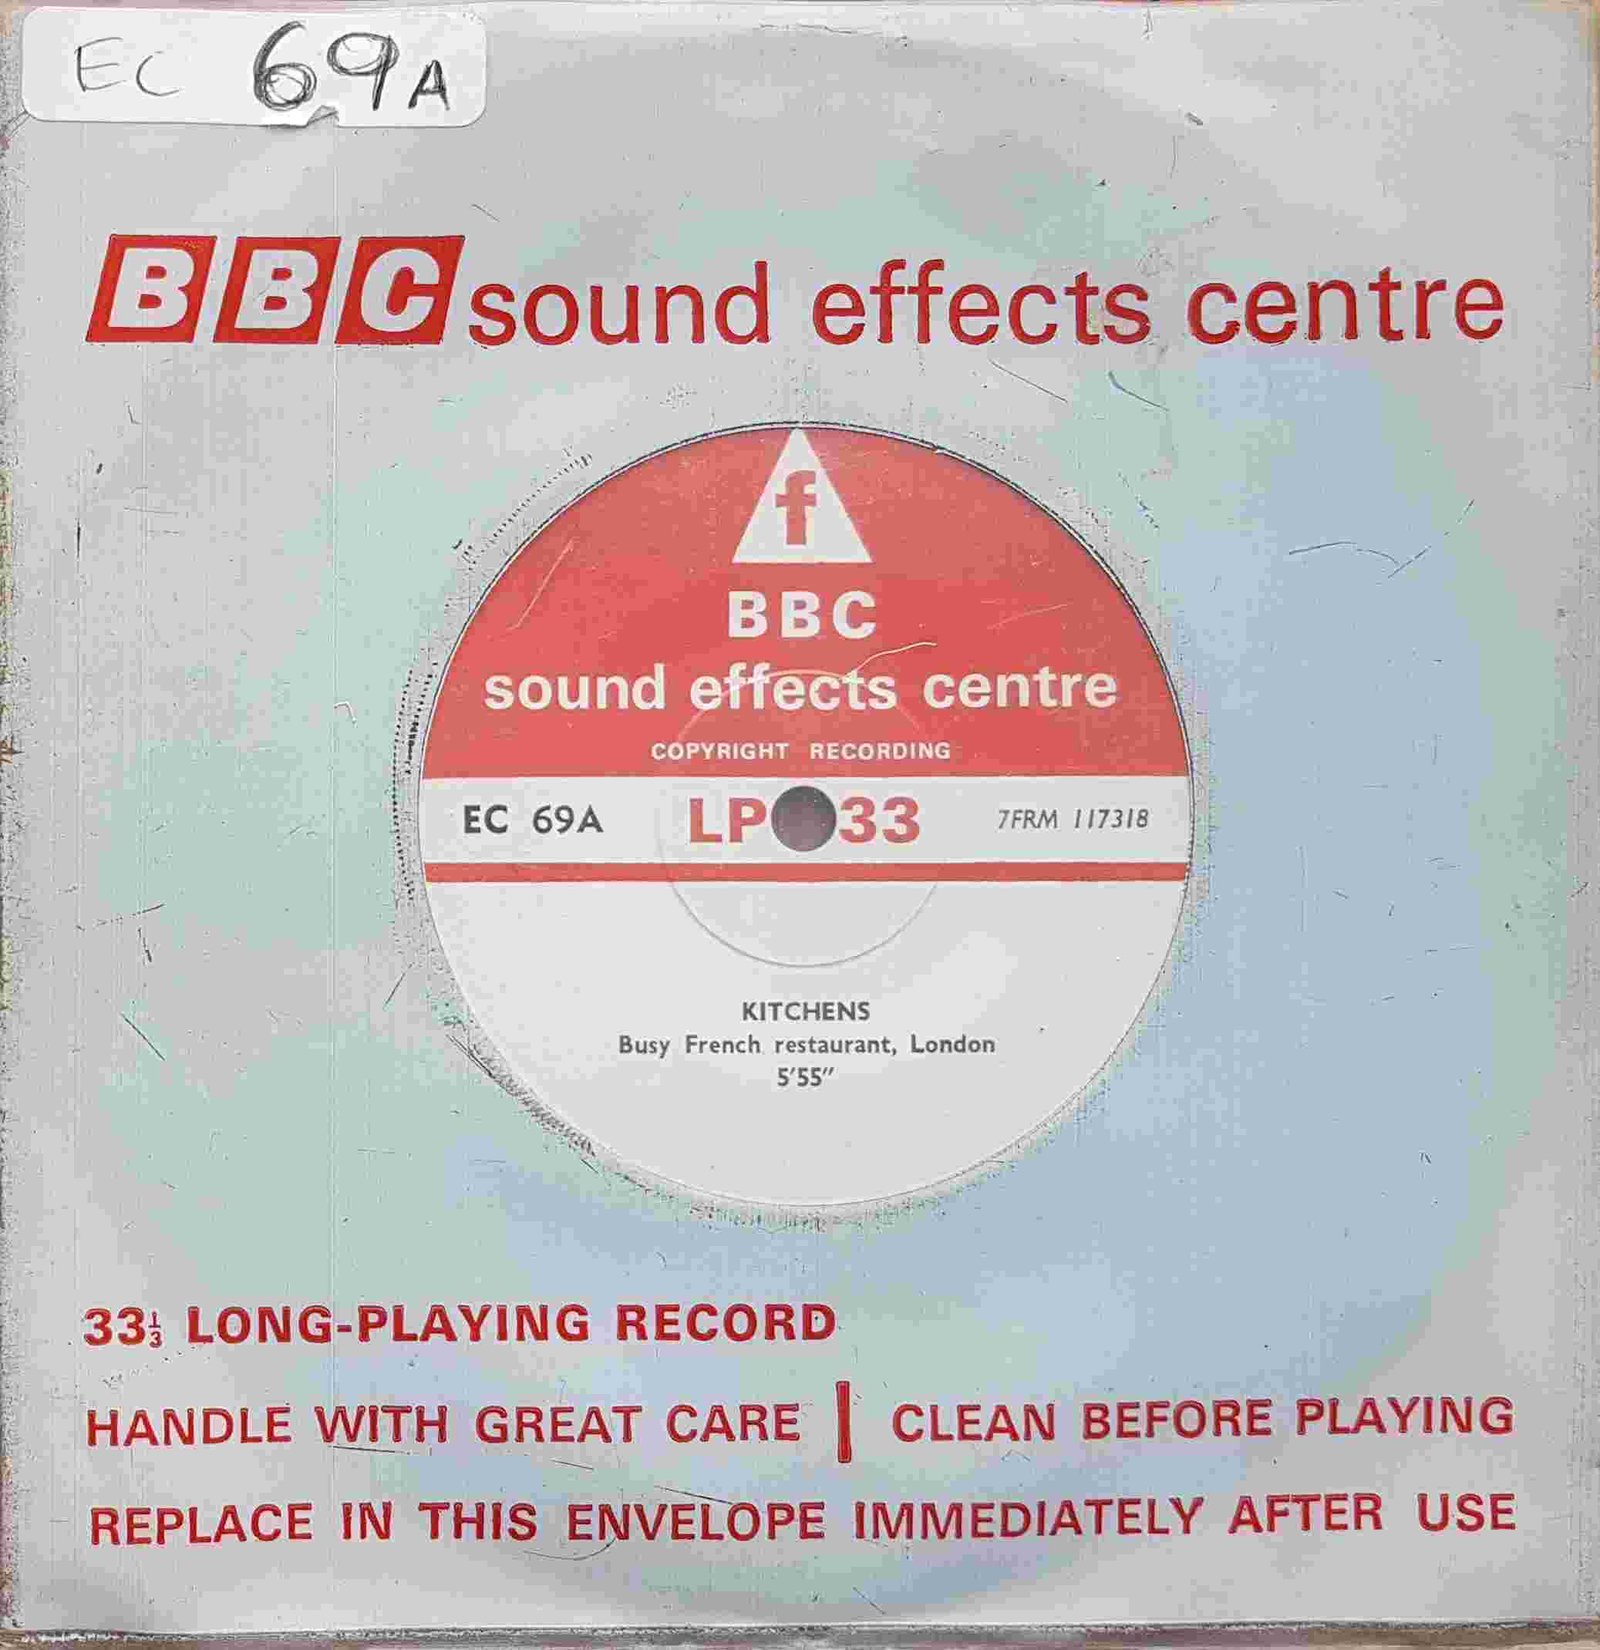 EC 69A
BBC sound effects centre
f
BBC
sound effects centre
COPYRIGHT RECORDING
EC 69A LP 33 7FRM 117318
KITCHENS
Busy French restaurant, London
5'55"
33⅓ LONG-PLAYING RECORD
HANDLE WITH GREAT CARE | CLEAN BEFORE PLAYING
REPLACE IN THIS ENVELOPE IMMEDIATELY AFTER USE